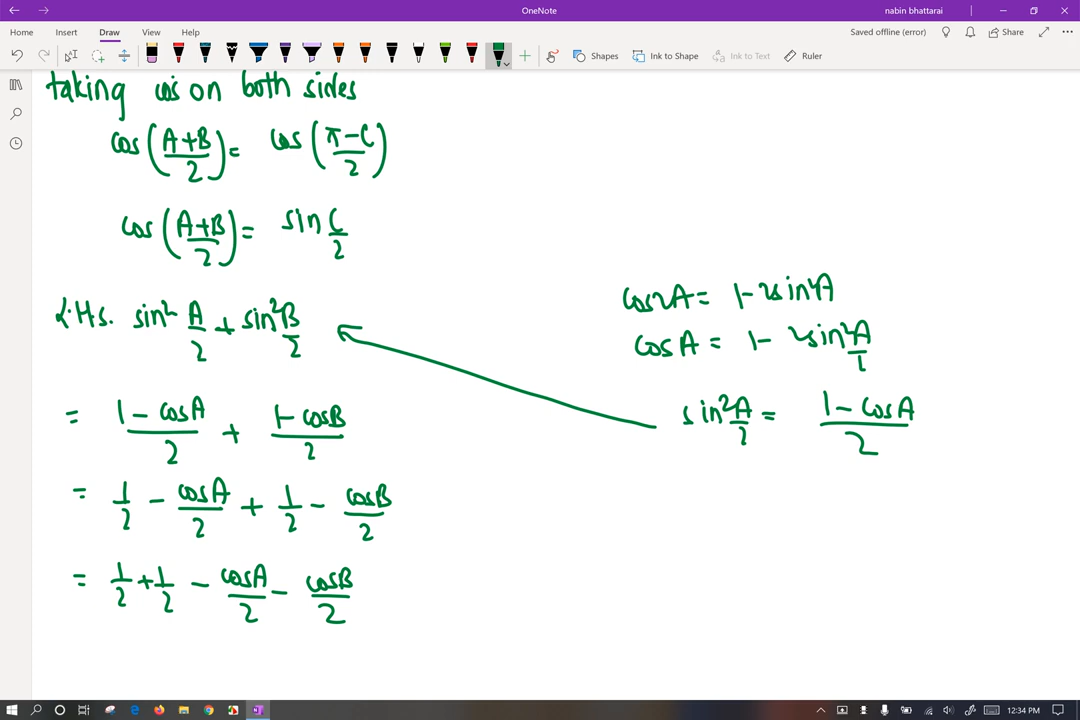 OneNote
nabin bhattarai
Home Insert Draw View Help
Saved offline (error) Share
Shapes Ink to Shape Ink to Text Ruler
taking cos on both sides
cos(A+B/2) = cos(π-C/2)
cos(A+B/2) = sin C/2
L.Hs. sin² A/2 + sin² B/2
= 1 - cosA/2 + 1 - cosB/2
= 1/2 - cosA/2 + 1/2 - cosB/2
= 1/2 + 1/2 - cosA/2 - cosB/2
cos2A = 1 - 2sin²A
cosA = 1 - 2sin² A/2
sin² A/2 = 1 - cosA/2
12:34 PM